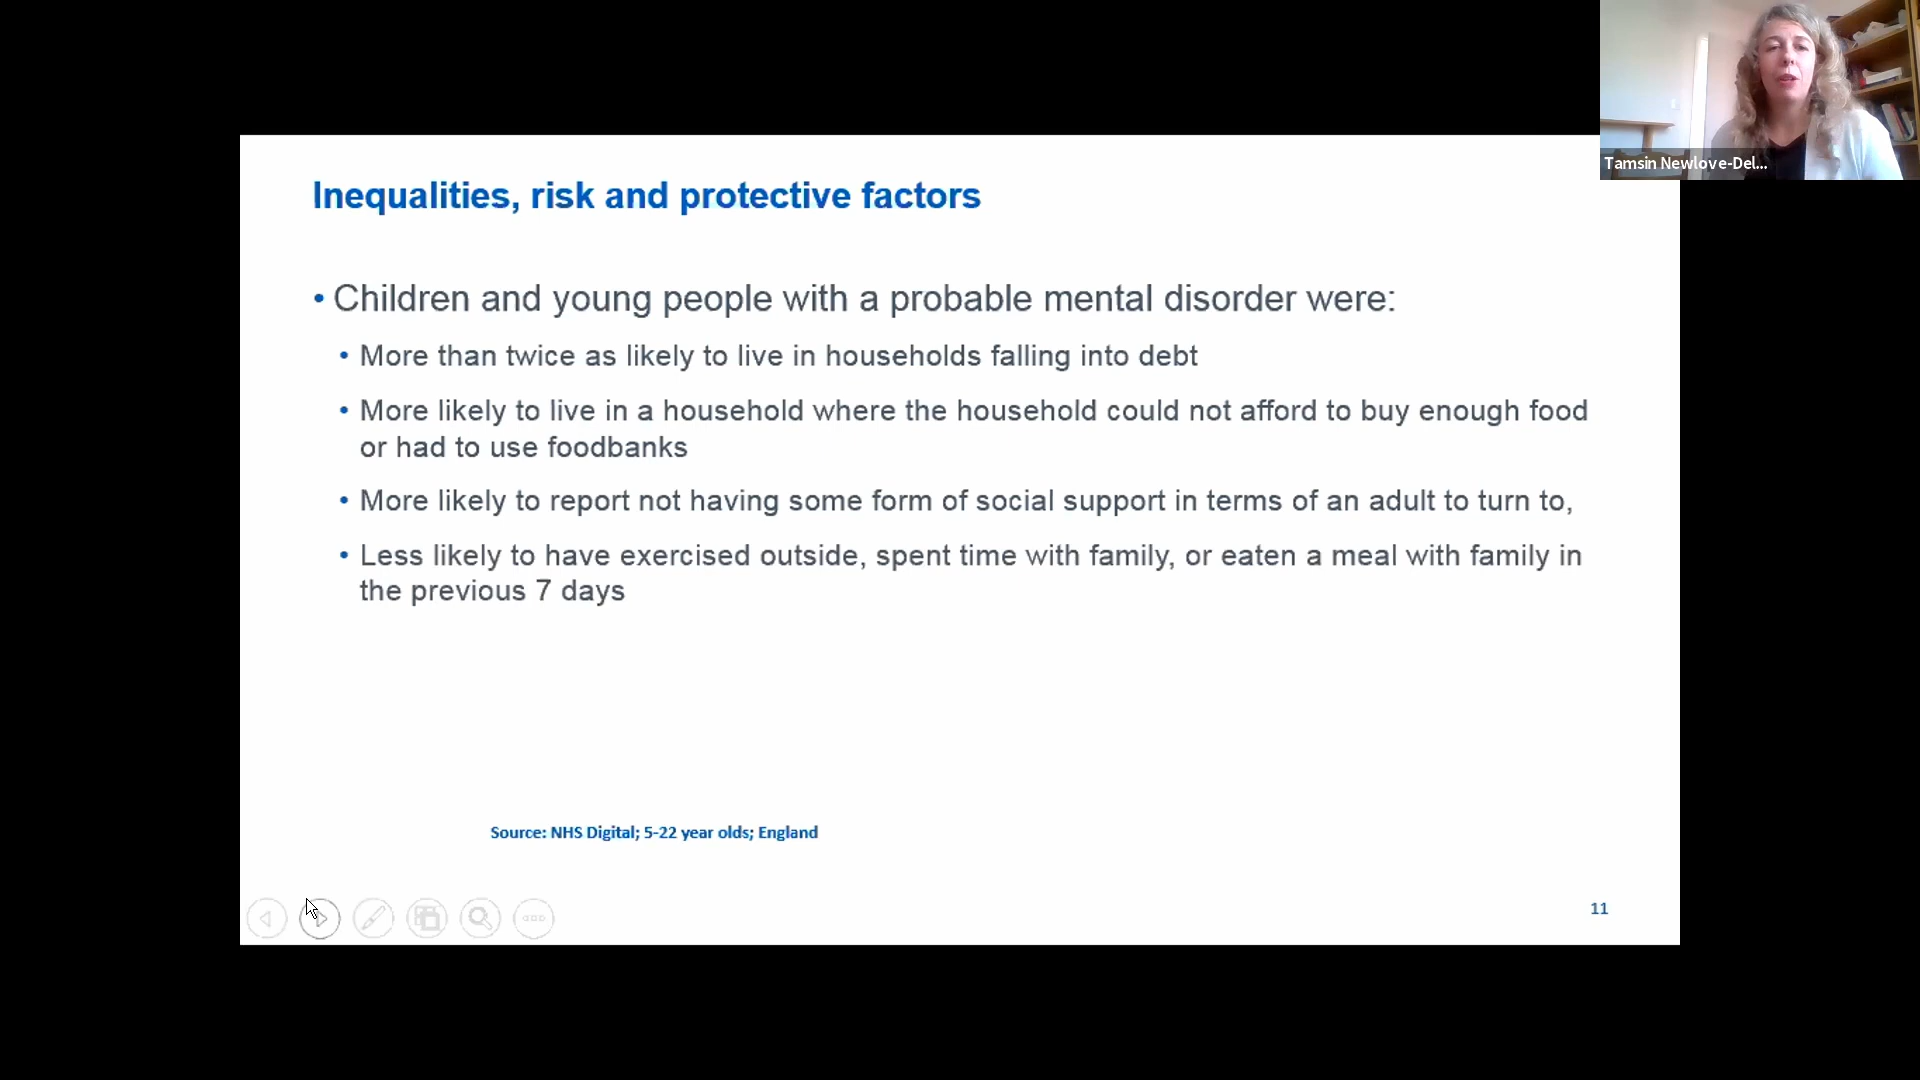 Inequalities, risk and protective factors
• Children and young people with a probable mental disorder were:
• More than twice as likely to live in households falling into debt
• More likely to live in a household where the household could not afford to buy enough food
or had to use foodbanks
• More likely to report not having some form of social support in terms of an adult to turn to,
• Less likely to have exercised outside, spent time with family, or eaten a meal with family in
the previous 7 days
Source: NHS Digital; 5-22 year olds; England
11
Tamsin Newlove-Del...